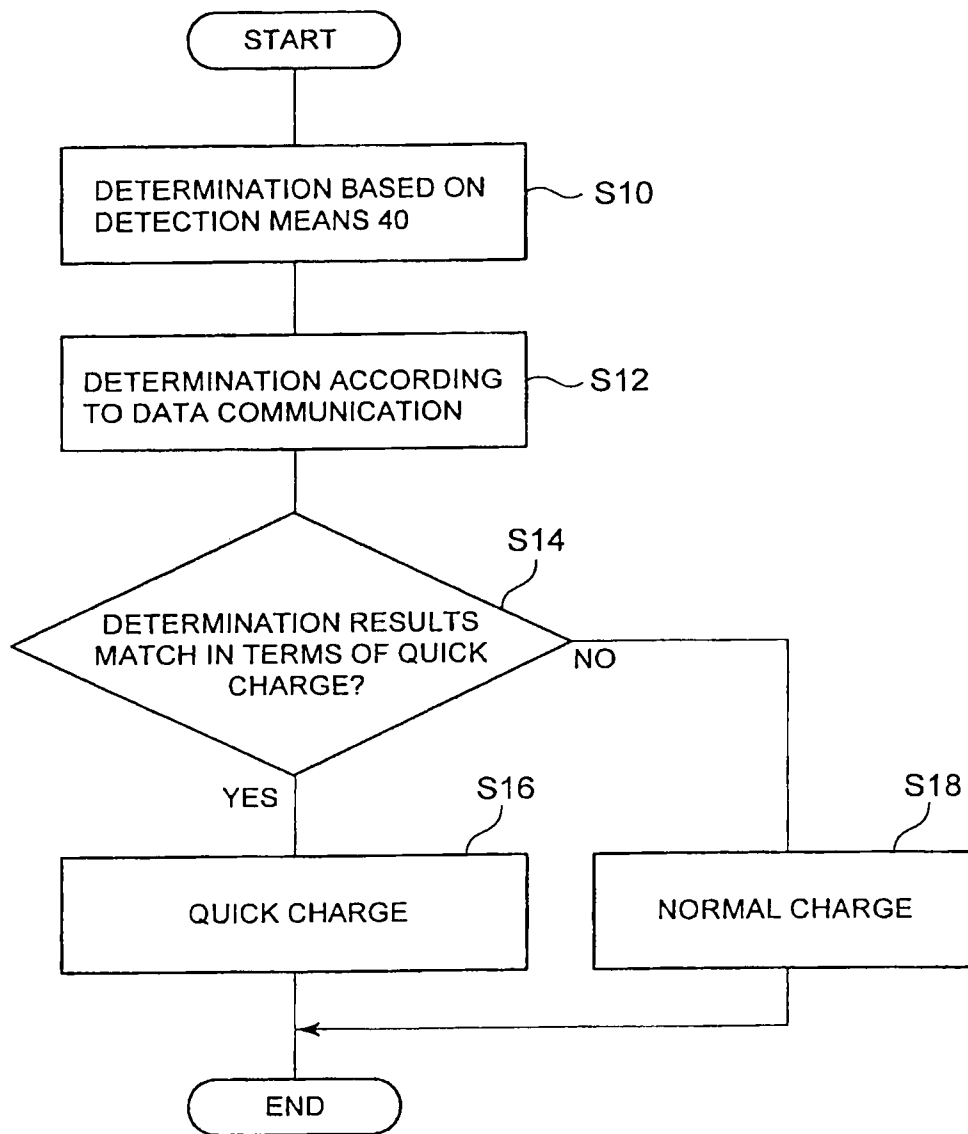 START
DETERMINATION BASED ON
DETECTION MEANS 40
S10
DETERMINATION ACCORDING
TO DATA COMMUNICATION
S12
S14
DETERMINATION RESULTS
MATCH IN TERMS OF QUICK
CHARGE?
NO
YES
S16
S18
QUICK CHARGE
NORMAL CHARGE
END